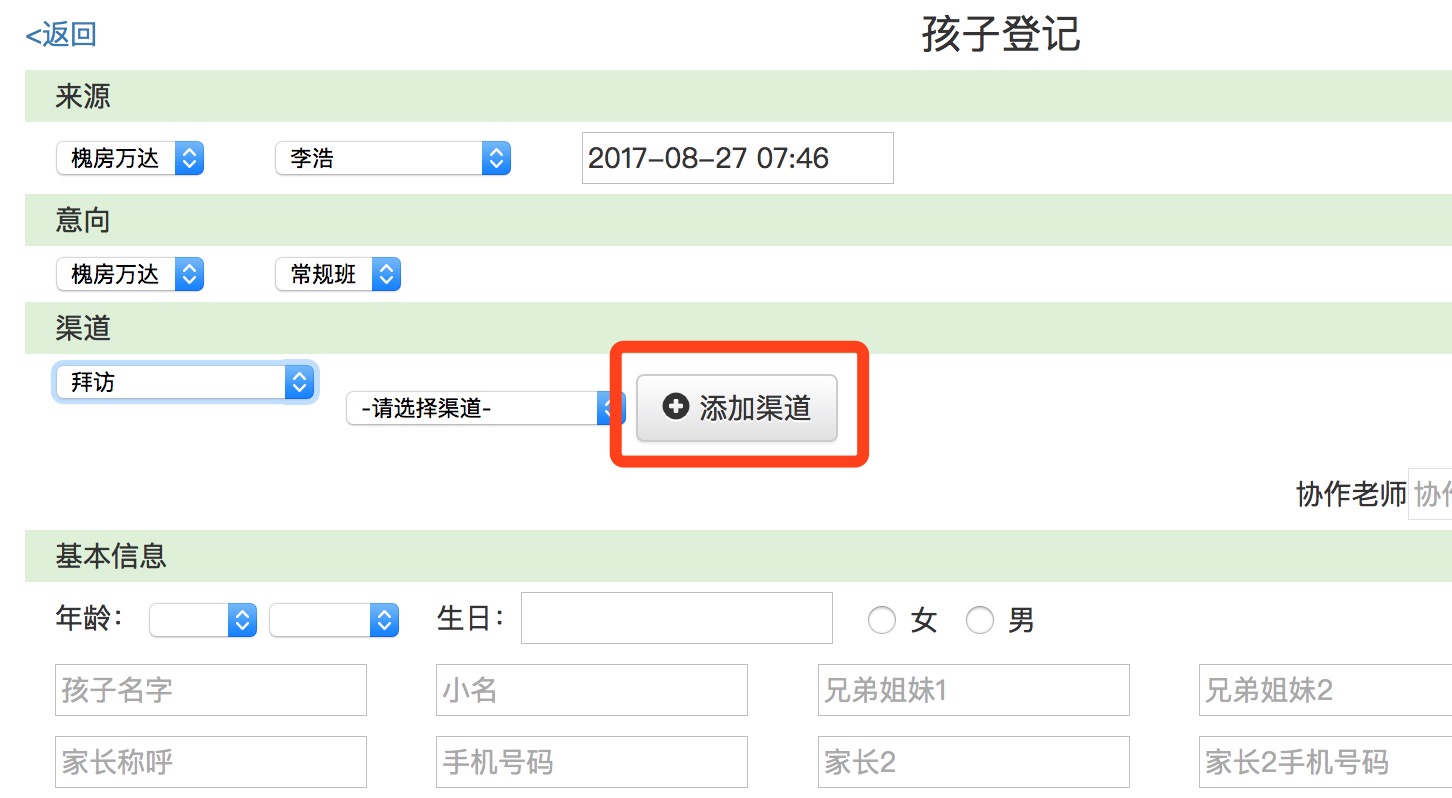 <返回
孩子登记
来源
槐房万达 李浩 2017-08-27 07:46
意向
槐房万达 常规班
渠道
拜访 -请选择渠道- 添加渠道
协作老师 协作
基本信息
年龄： 生日： 女 男
孩子名字 小名 兄弟姐妹1 兄弟姐妹2
家长称呼 手机号码 家长2 家长2手机号码